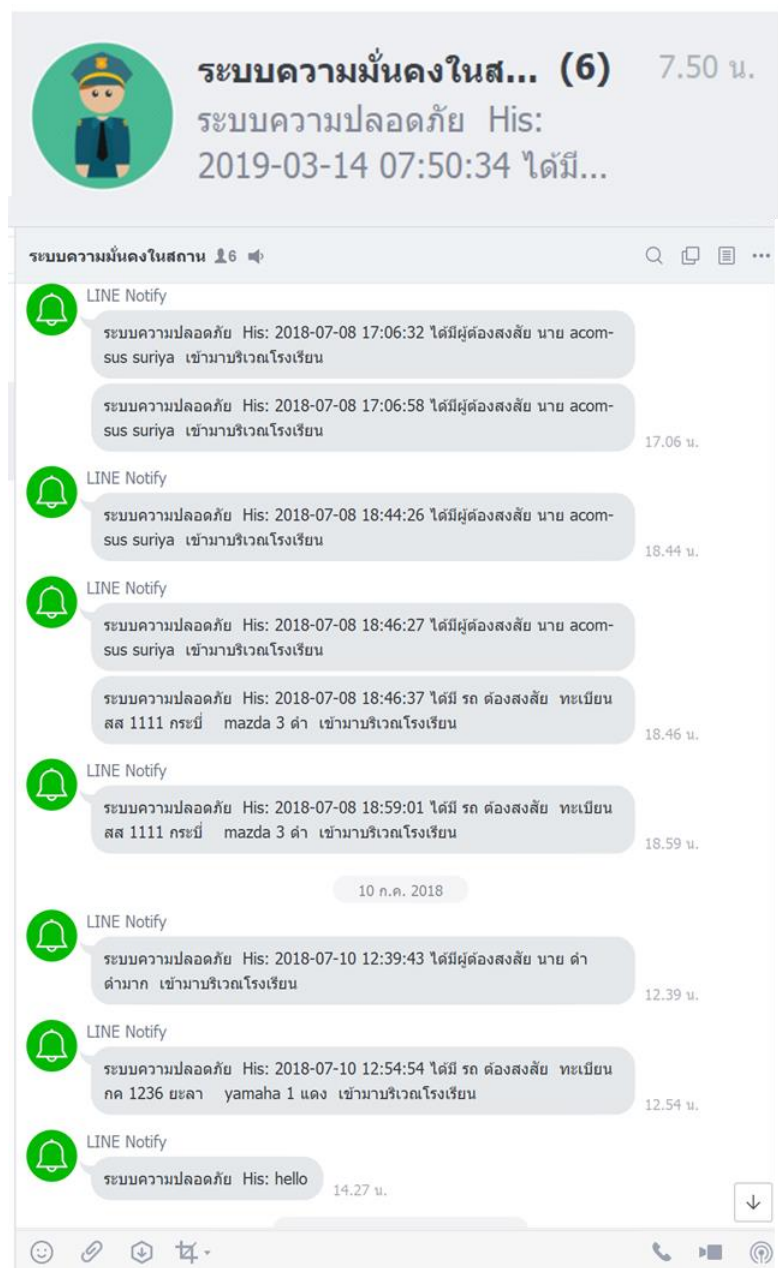 ระบบความมั่นคงในส... (6) 7.50 น.
ระบบความปลอดภัย His:
2019-03-14 07:50:34 ได้มี...
ระบบความมั่นคงในสถาน 6
LINE Notify
ระบบความปลอดภัย His: 2018-07-08 17:06:32 ได้มีผู้ต้องสงสัย นาย acom-
sus suriya เข้ามาบริเวณโรงเรียน
ระบบความปลอดภัย His: 2018-07-08 17:06:58 ได้มีผู้ต้องสงสัย นาย acom-
sus suriya เข้ามาบริเวณโรงเรียน
17.06 น.
LINE Notify
ระบบความปลอดภัย His: 2018-07-08 18:44:26 ได้มีผู้ต้องสงสัย นาย acom-
sus suriya เข้ามาบริเวณโรงเรียน
18.44 น.
LINE Notify
ระบบความปลอดภัย His: 2018-07-08 18:46:27 ได้มีผู้ต้องสงสัย นาย acom-
sus suriya เข้ามาบริเวณโรงเรียน
ระบบความปลอดภัย His: 2018-07-08 18:46:37 ได้มี รถ ต้องสงสัย ทะเบียน
สส 1111 กระบี่ mazda 3 ดำ เข้ามาบริเวณโรงเรียน
18.46 น.
LINE Notify
ระบบความปลอดภัย His: 2018-07-08 18:59:01 ได้มี รถ ต้องสงสัย ทะเบียน
สส 1111 กระบี่ mazda 3 ดำ เข้ามาบริเวณโรงเรียน
18.59 น.
10 ก.ค. 2018
LINE Notify
ระบบความปลอดภัย His: 2018-07-10 12:39:43 ได้มีผู้ต้องสงสัย นาย ดำ
ดำมาก เข้ามาบริเวณโรงเรียน
12.39 น.
LINE Notify
ระบบความปลอดภัย His: 2018-07-10 12:54:54 ได้มี รถ ต้องสงสัย ทะเบียน
กค 1236 ยะลา yamaha 1 แดง เข้ามาบริเวณโรงเรียน
12.54 น.
LINE Notify
ระบบความปลอดภัย His: hello
14.27 น.